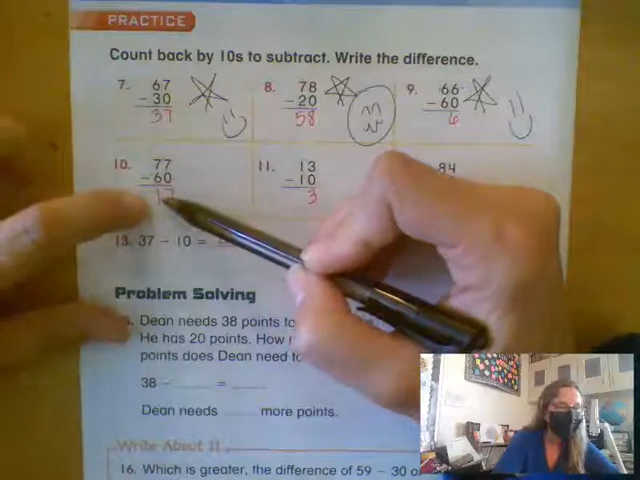 PRACTICE
Count back by 10s to subtract. Write the difference.
7. 67
- 30
37
8. 78
- 20
58
9. 66
- 60
6
10. 77
- 60
17
11. 13
- 10
3
84
13. 37 - 10 =
Problem Solving
Dean needs 38 points to
He has 20 points. How
points does Dean need to
38 - ____ = ____
Dean needs ____ more points.
Write About It
16. Which is greater, the difference of 59 - 30 or